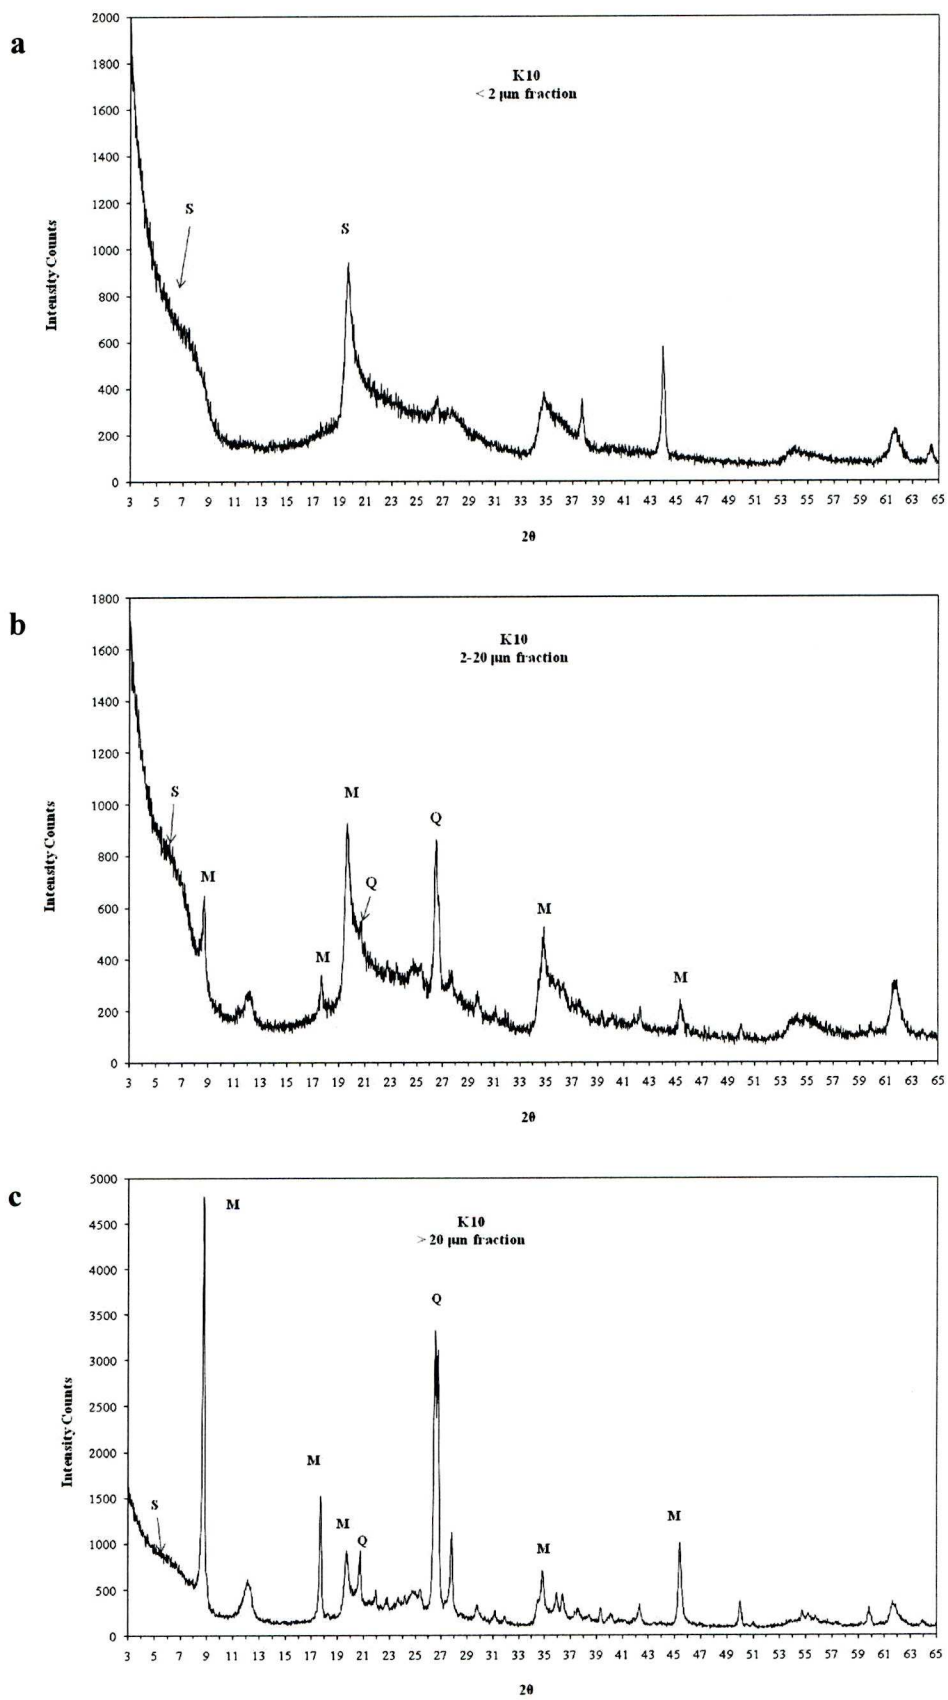 a
K10
< 2 µm fraction
S
S
Intensity Counts
2000
1800
1600
1400
1200
1000
800
600
400
200
0
3 5 7 9 11 13 15 17 19 21 23 25 27 29 31 33 35 37 39 41 43 45 47 49 51 53 55 57 59 61 63 65
2θ
b
K10
2-20 µm fraction
S
M
M
M
Q
Q
M
M
Intensity Counts
1800
1600
1400
1200
1000
800
600
400
200
0
3 5 7 9 11 13 15 17 19 21 23 25 27 29 31 33 35 37 39 41 43 45 47 49 51 53 55 57 59 61 63 65
2θ
c
K10
> 20 µm fraction
S
M
M
M
Q
Q
M
M
Intensity Counts
5000
4500
4000
3500
3000
2500
2000
1500
1000
500
0
3 5 7 9 11 13 15 17 19 21 23 25 27 29 31 33 35 37 39 41 43 45 47 49 51 53 55 57 59 61 63 65
2θ